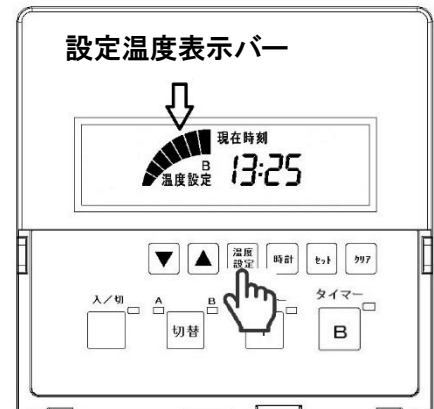 設定温度表示バー
現在時刻
B
温度設定 13:25
▼ ▲ 温度設定 時計 セット クリア
入/切 A B タイマー
切替 B